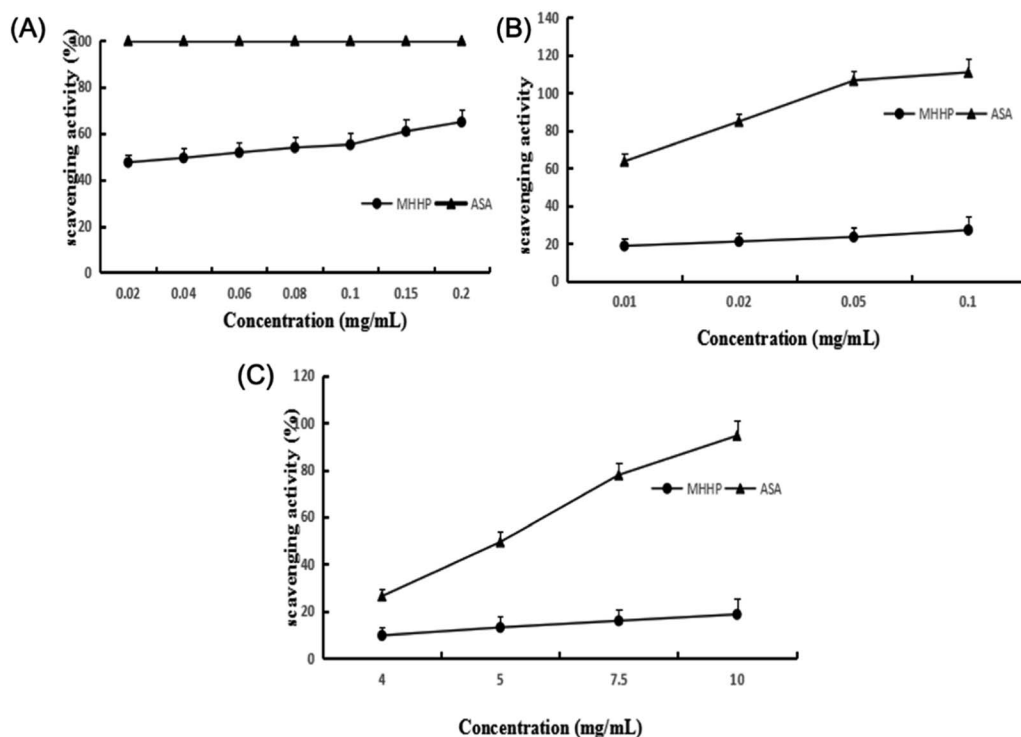 (A)
scavenging activity (%)
100
80
60
40
20
0
MHHP ASA
0.02 0.04 0.06 0.08 0.1 0.15 0.2
Concentration (mg/mL)
(B)
scavenging activity
140
120
100
80
60
40
20
0
MHHP ASA
0.01 0.02 0.05 0.1
Concentration (mg/mL)
(C)
scavenging activity (%)
120
100
80
60
40
20
0
MHHP ASA
4 5 7.5 10
Concentration (mg/mL)